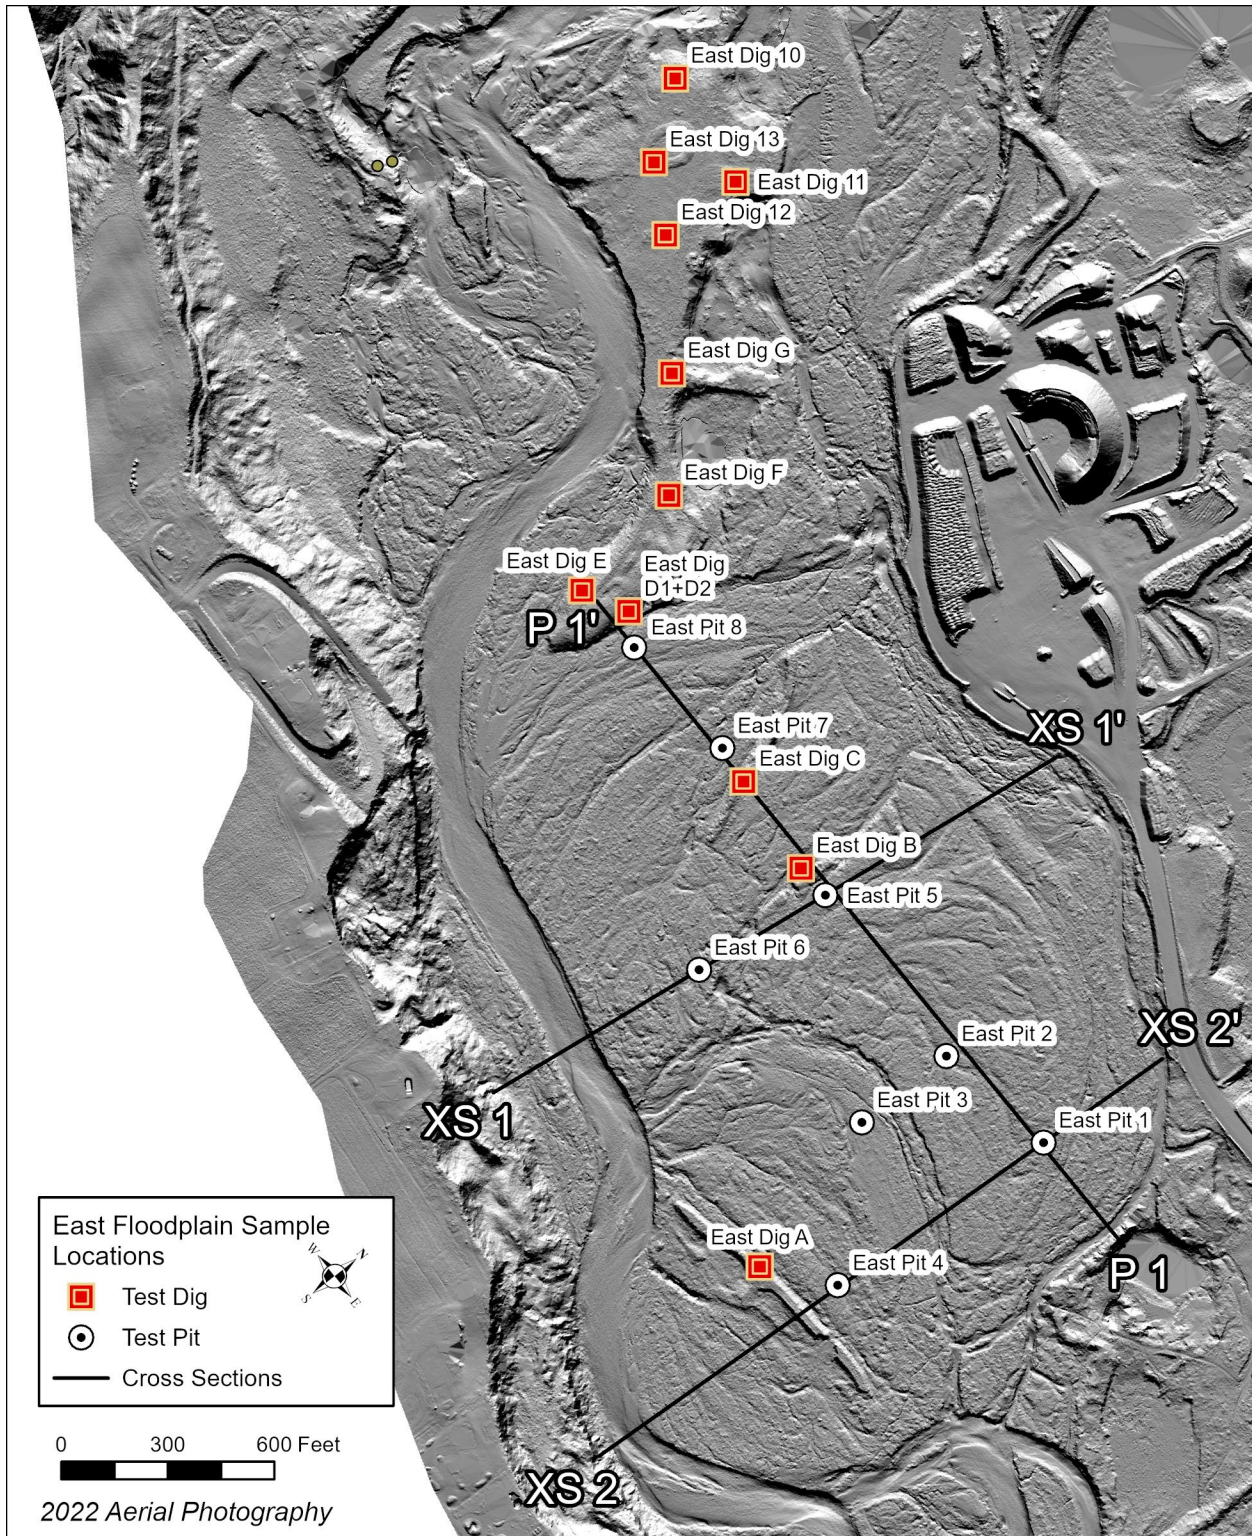 East Dig 10
East Dig 13
East Dig 11
East Dig 12
East Dig G
East Dig F
East Dig E
East Dig
D1+D2
P 1'
East Pit 8
East Pit 7
XS 1'
East Dig C
East Dig B
East Pit 5
East Pit 6
XS 2'
East Pit 2
East Pit 3
XS 1
East Pit 1
East Dig A
East Pit 4
P 1
East Floodplain Sample
Locations
W N
S E
Test Dig
Test Pit
Cross Sections
0 300 600 Feet
XS 2
2022 Aerial Photography